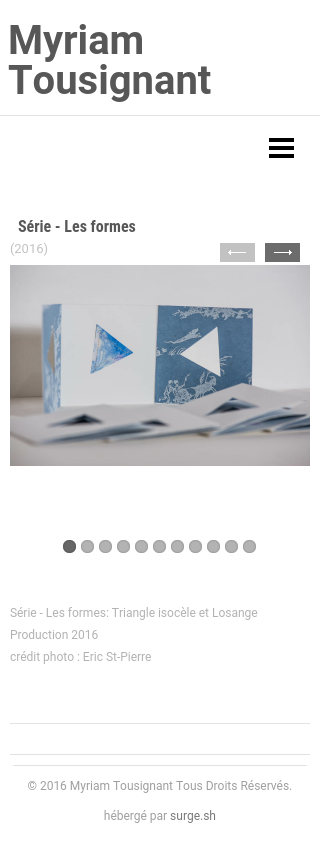 Myriam
Tousignant
Série - Les formes
(2016)
Série - Les formes: Triangle isocèle et Losange
Production 2016
crédit photo : Eric St-Pierre
© 2016 Myriam Tousignant Tous Droits Réservés.
hébergé par surge.sh